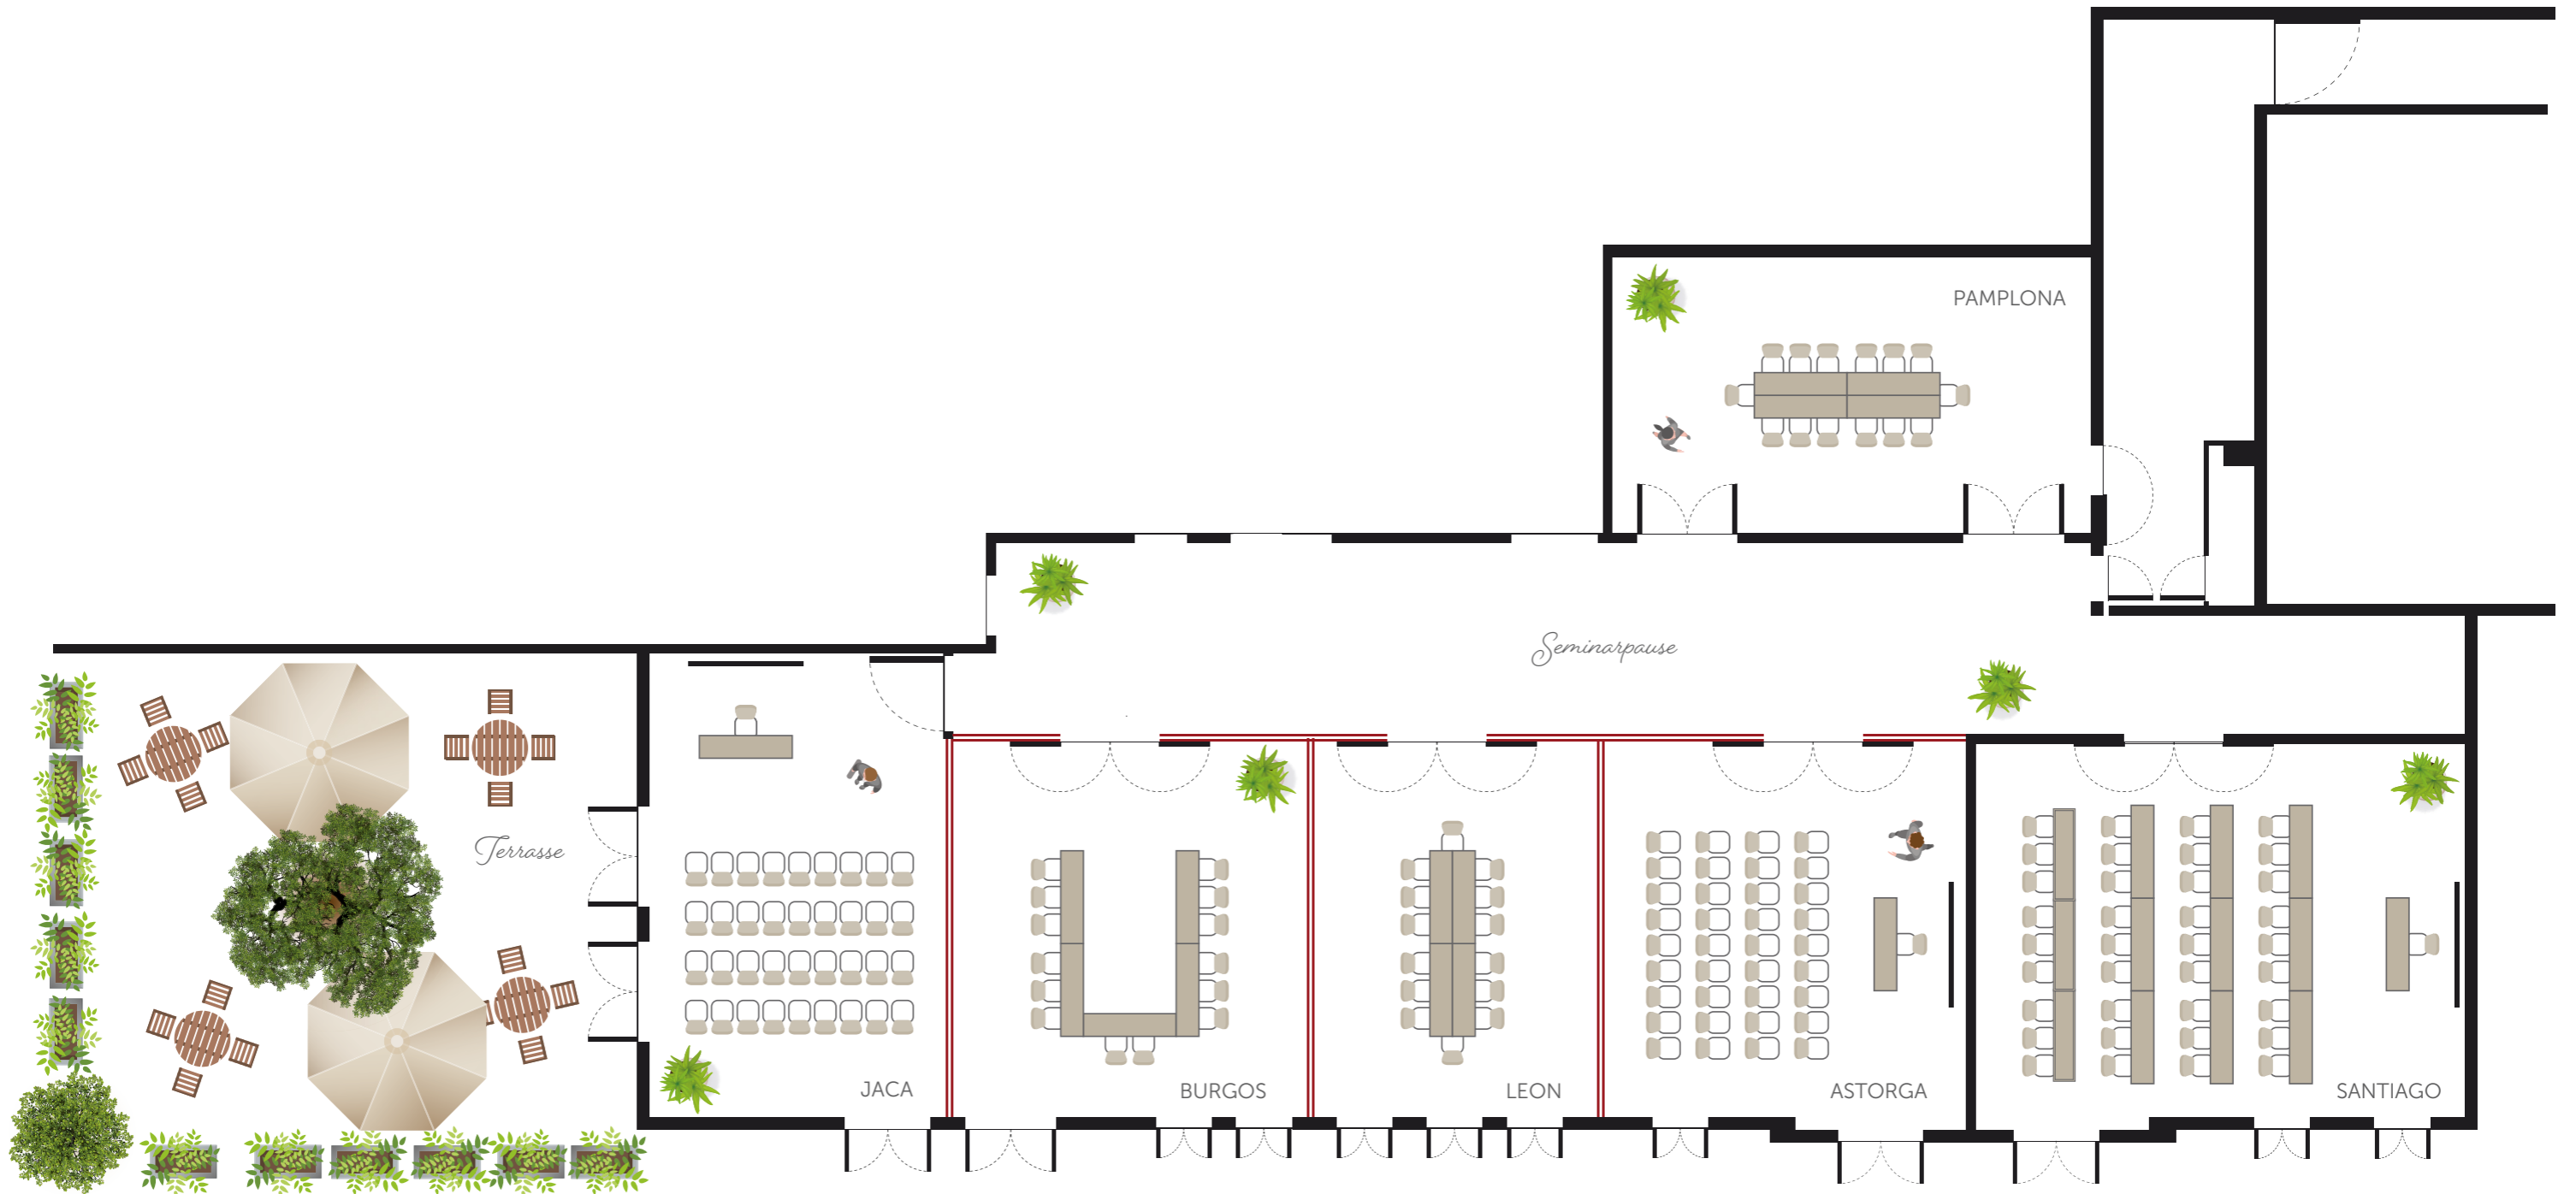 PAMPLONA
Seminarpause
Terrasse
JACA
BURGOS
LEON
ASTORGA
SANTIAGO